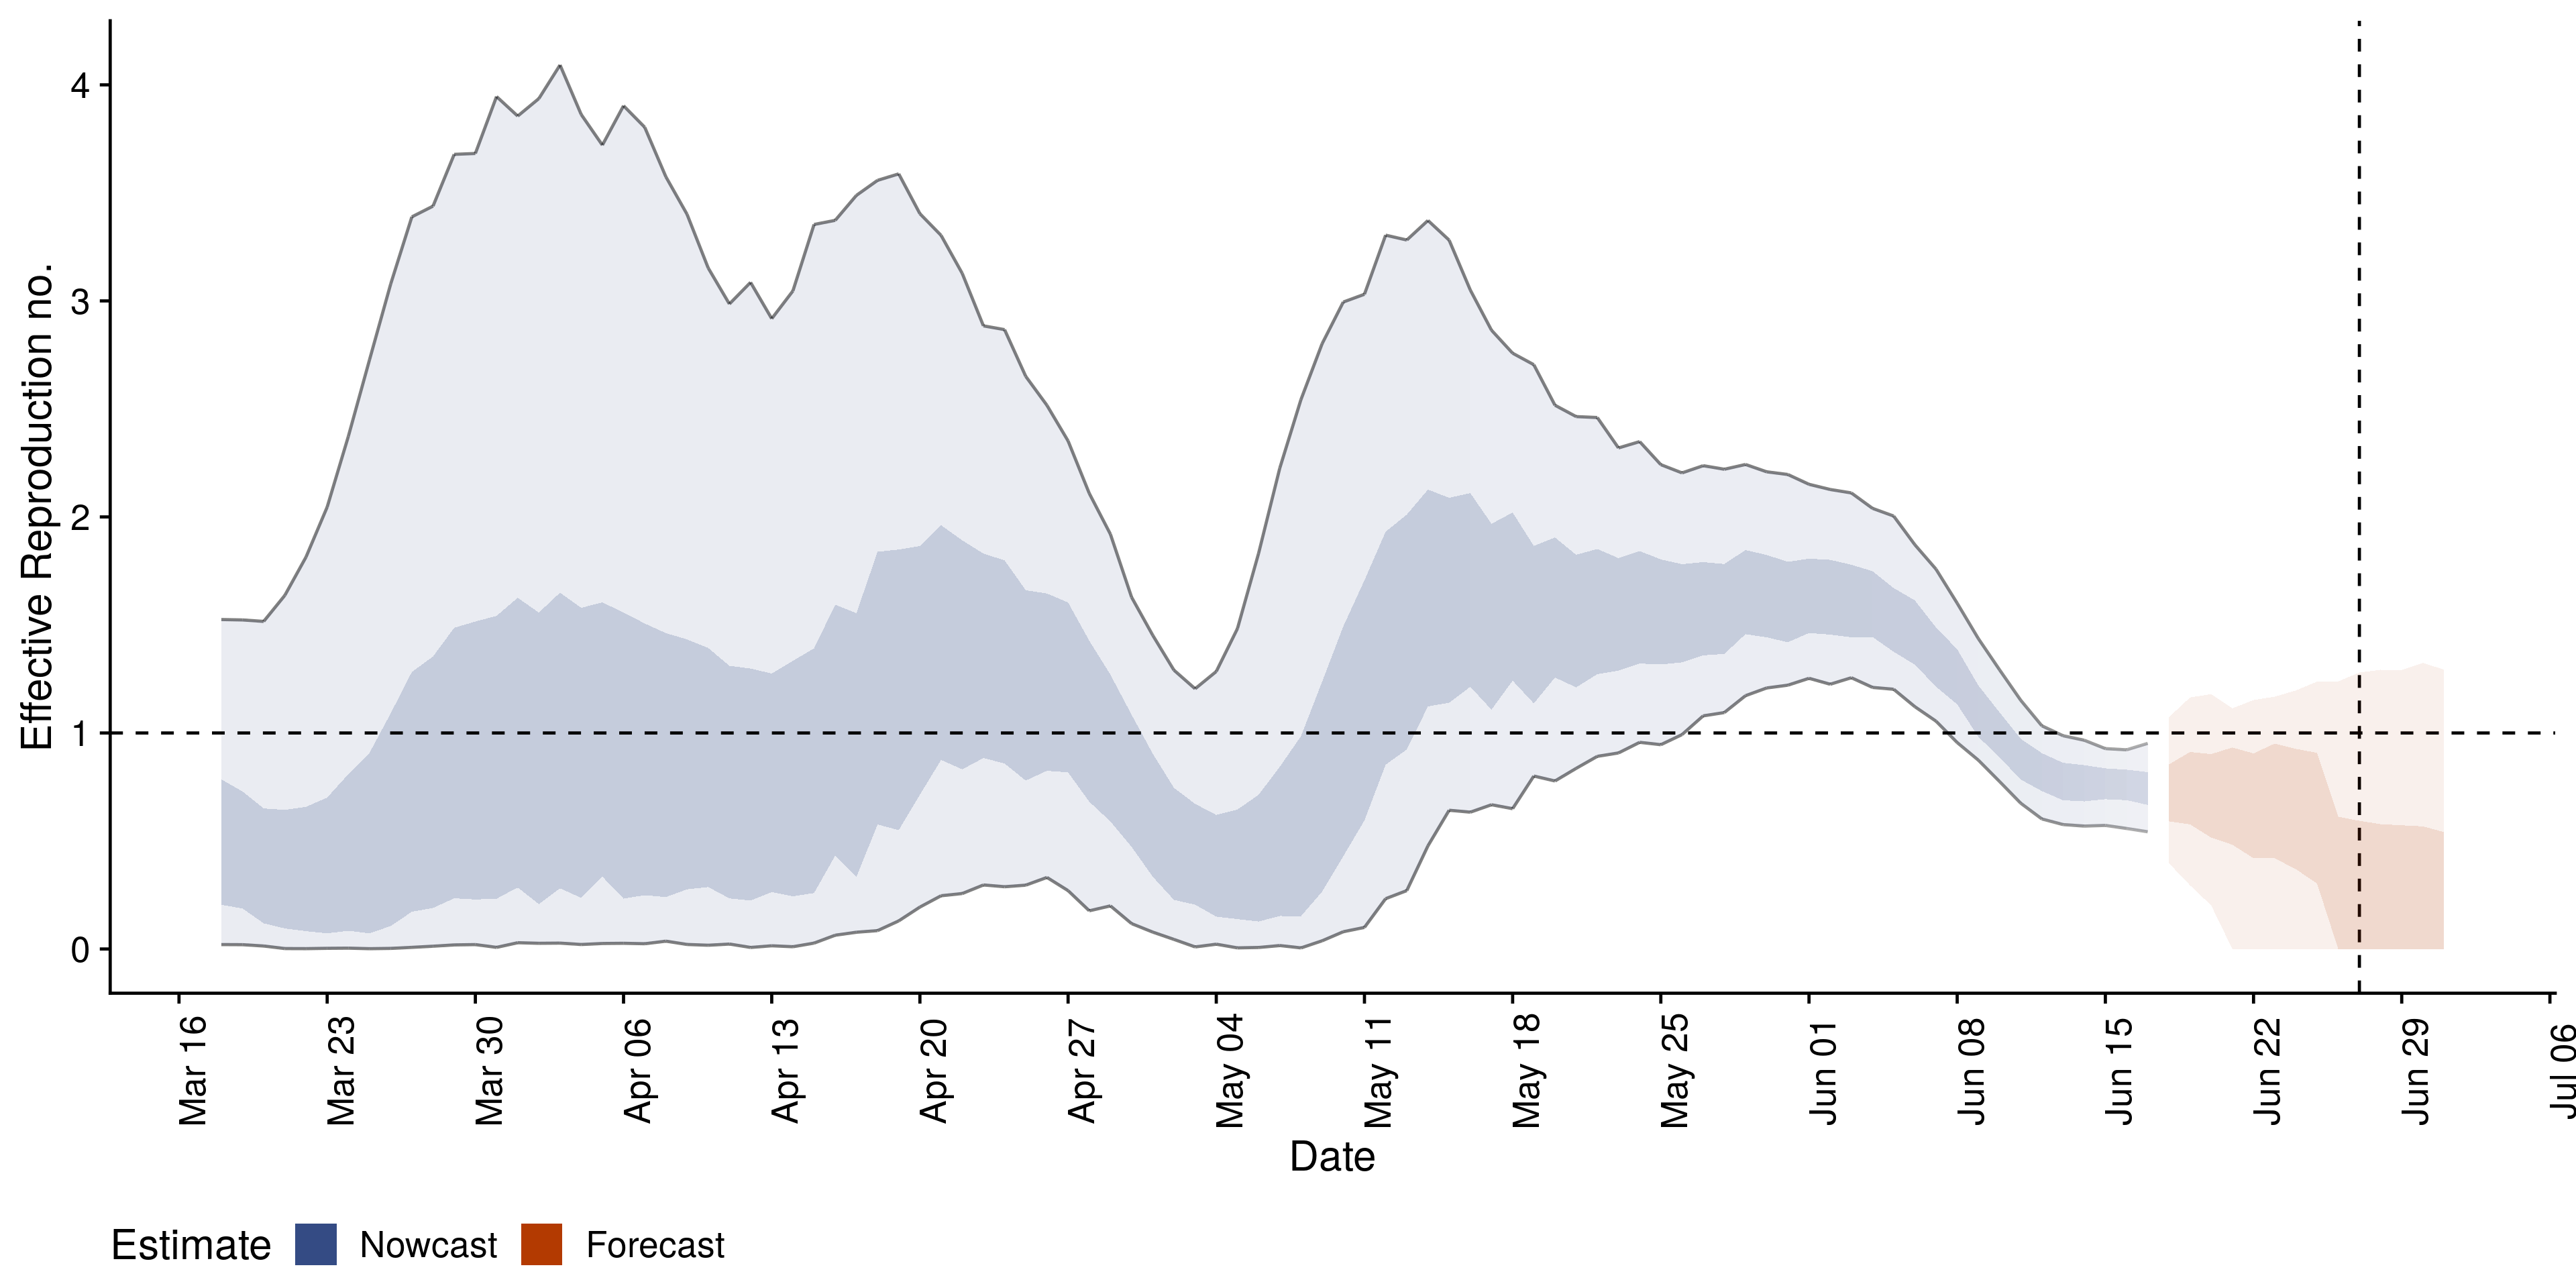 Effective Reproduction no.
4
3
2
1
0
Mar 16
Mar 23
Mar 30
Apr 06
Apr 13
Apr 20
Apr 27
May 04
May 11
May 18
May 25
Jun 01
Jun 08
Jun 15
Jun 22
Jun 29
Jul 06
Date
Estimate Nowcast Forecast